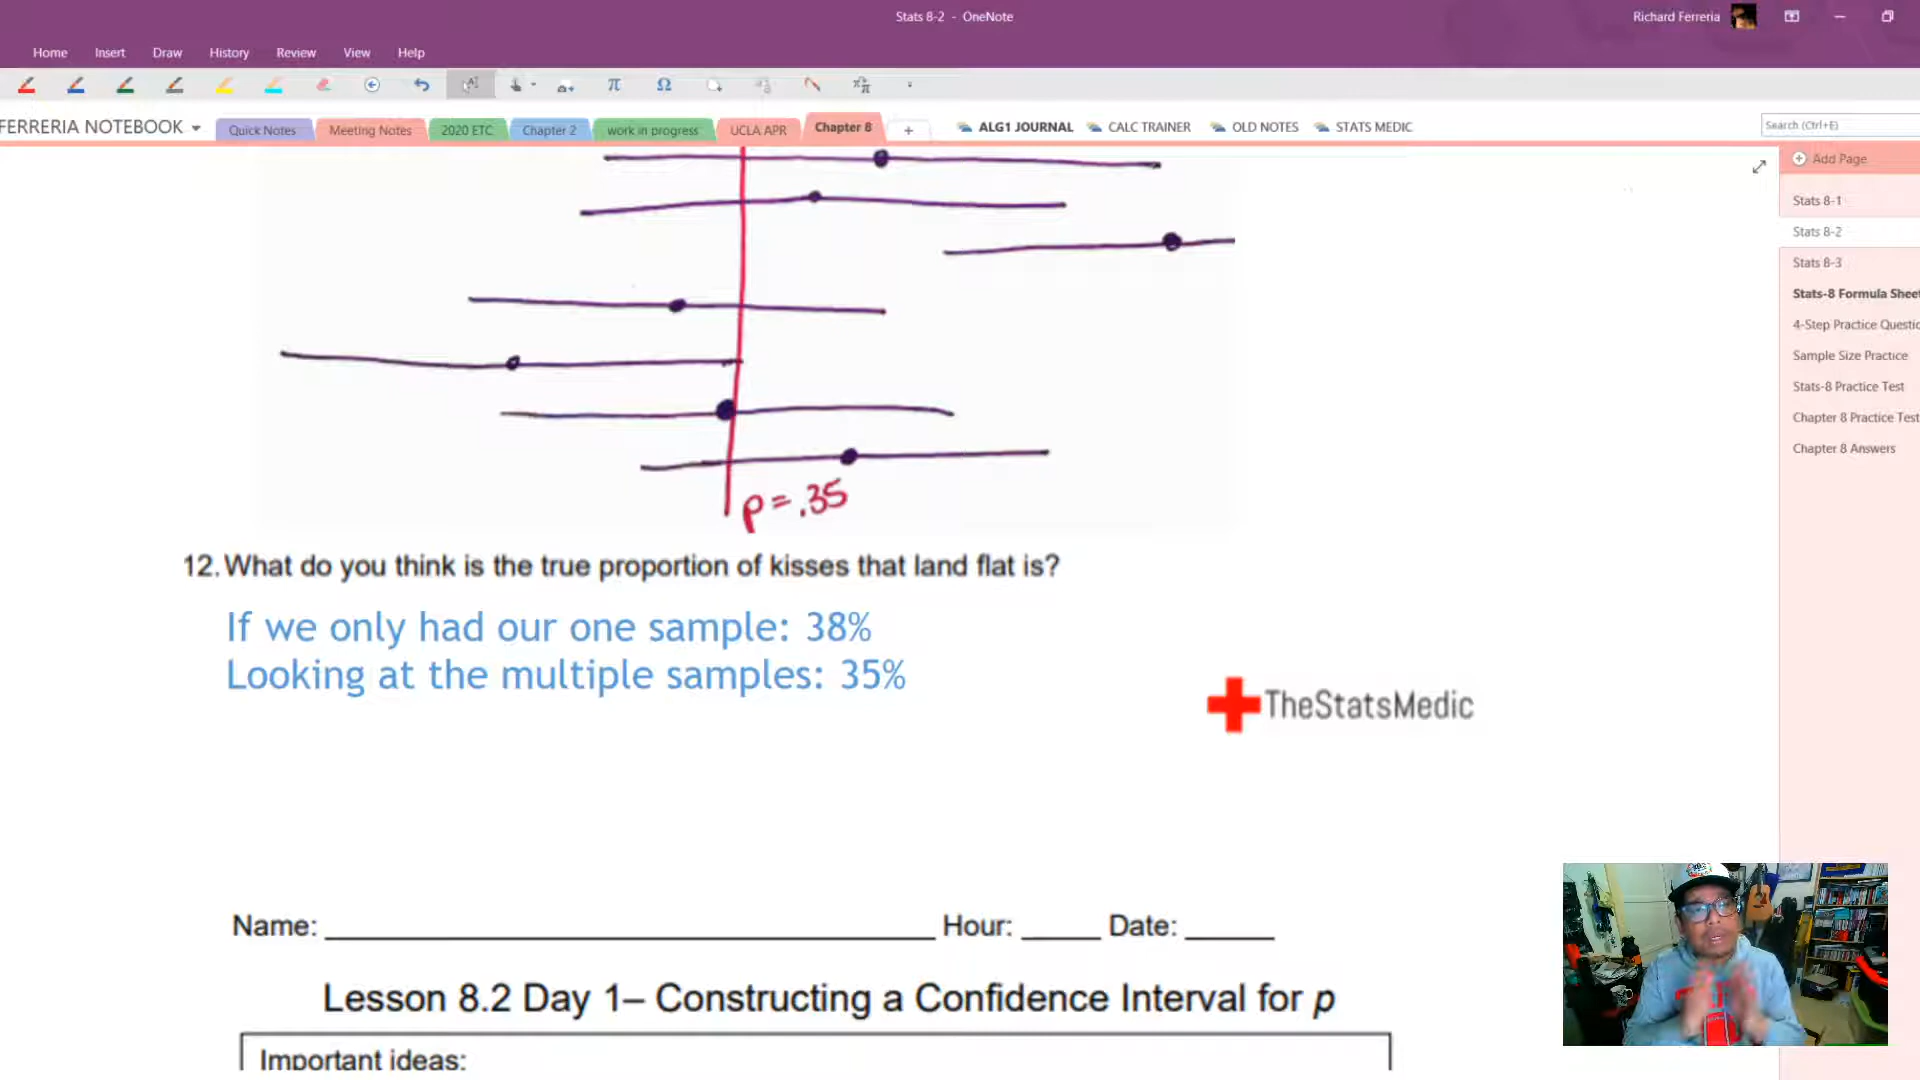 Stats 8-2 - OneNote
Richard Ferreria
Home Insert Draw History Review View Help
FERRERIA NOTEBOOK
Quick Notes Meeting Notes 2020 ETC Chapter 2 work in progress UCLA APR Chapter 8 + ALG1 JOURNAL CALC TRAINER OLD NOTES STATS MEDIC
Search (Ctrl+E)
Add Page
Stats 8-1
Stats 8-2
Stats 8-3
Stats-8 Formula Sheet
4-Step Practice Questio
Sample Size Practice
Stats-8 Practice Test
Chapter 8 Practice Test
Chapter 8 Answers
p = .35
12. What do you think is the true proportion of kisses that land flat is?
If we only had our one sample: 38%
Looking at the multiple samples: 35%
TheStatsMedic
Name: Hour: Date:
Lesson 8.2 Day 1– Constructing a Confidence Interval for p
Important ideas: